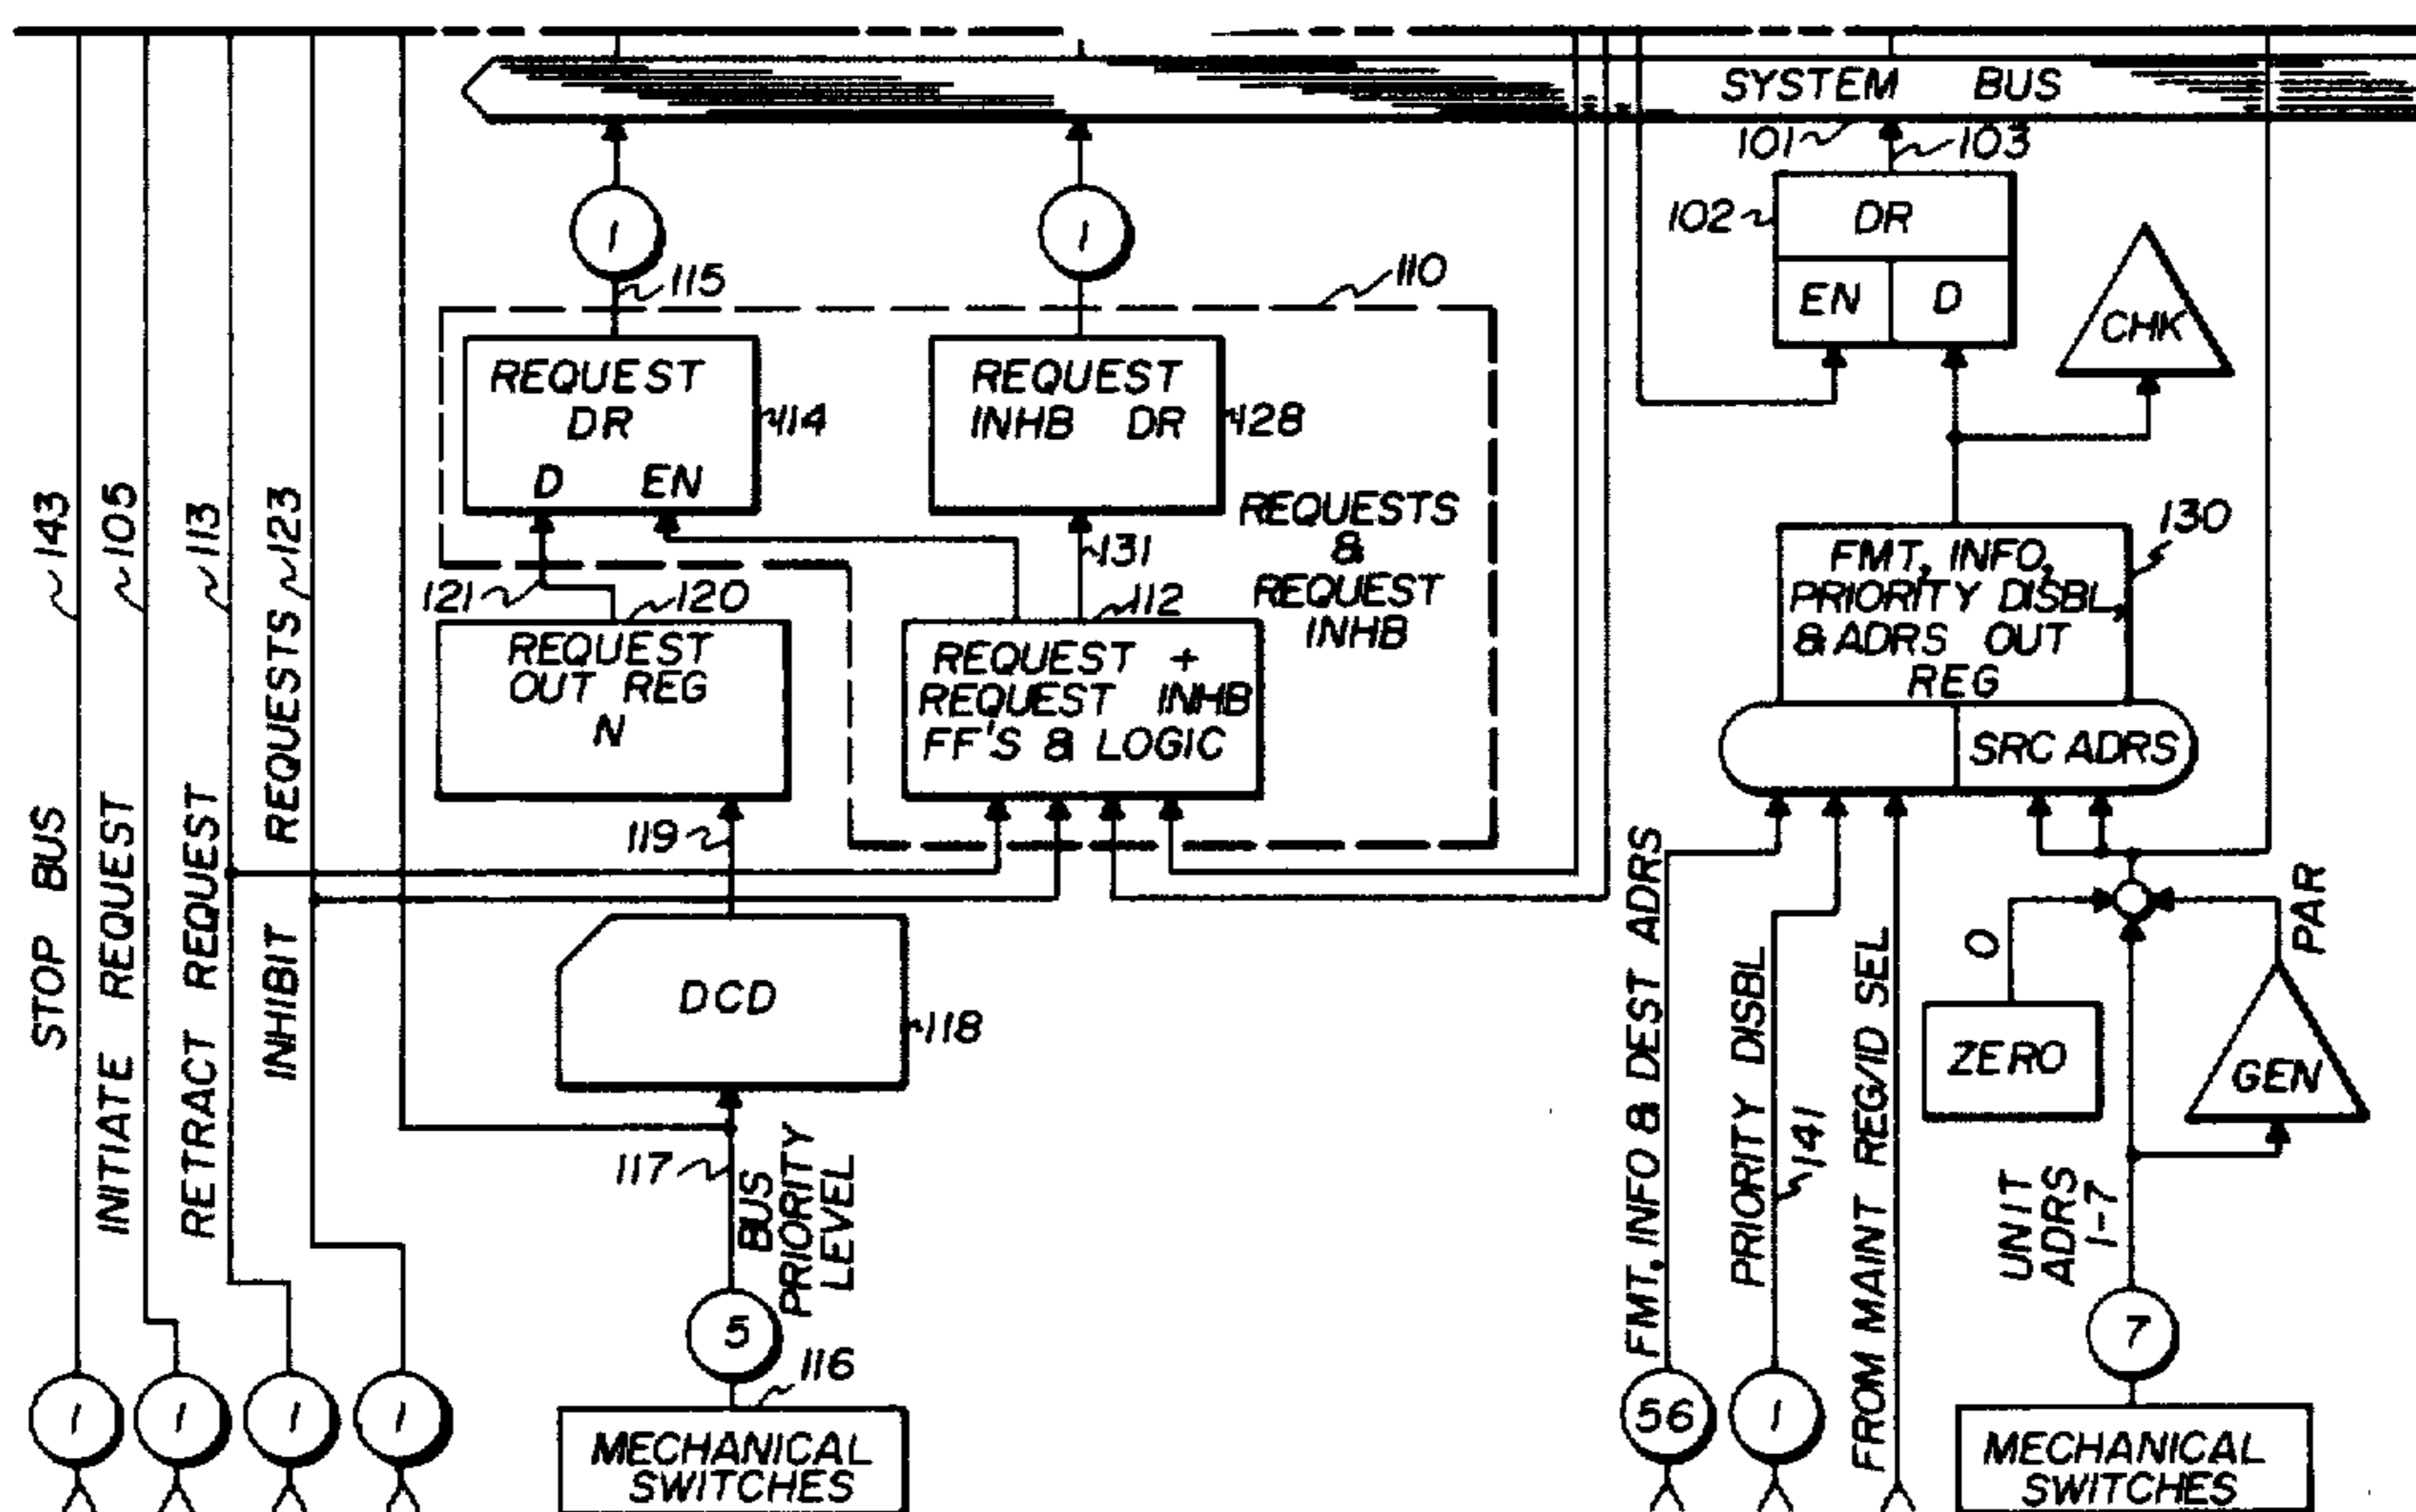 SYSTEM BUS
101
103
102
DR
EN
D
CHK
1
1
115
110
REQUEST
DR
D EN
114
REQUEST
INHB DR
128
REQUESTS
&
REQUEST
INHB
131
121
120
112
REQUEST
OUT REG
N
REQUEST +
REQUEST INHB
FF'S & LOGIC
130
FMT, INFO,
PRIORITY DISBL,
& ADRS OUT
REG
SRC ADRS
119
DCD
118
117
BUS
PRIORITY
LEVEL
5
116
MECHANICAL
SWITCHES
STOP BUS
143
INITIATE REQUEST
105
RETRACT REQUEST
113
INHIBIT REQUESTS
123
1
1
1
1
FMT, INFO & DEST ADRS
PRIORITY DISBL
141
FROM MAINT REG/ID SEL
0
ZERO
PAR
GEN
UNIT
ADRS
1-7
56
1
7
MECHANICAL
SWITCHES